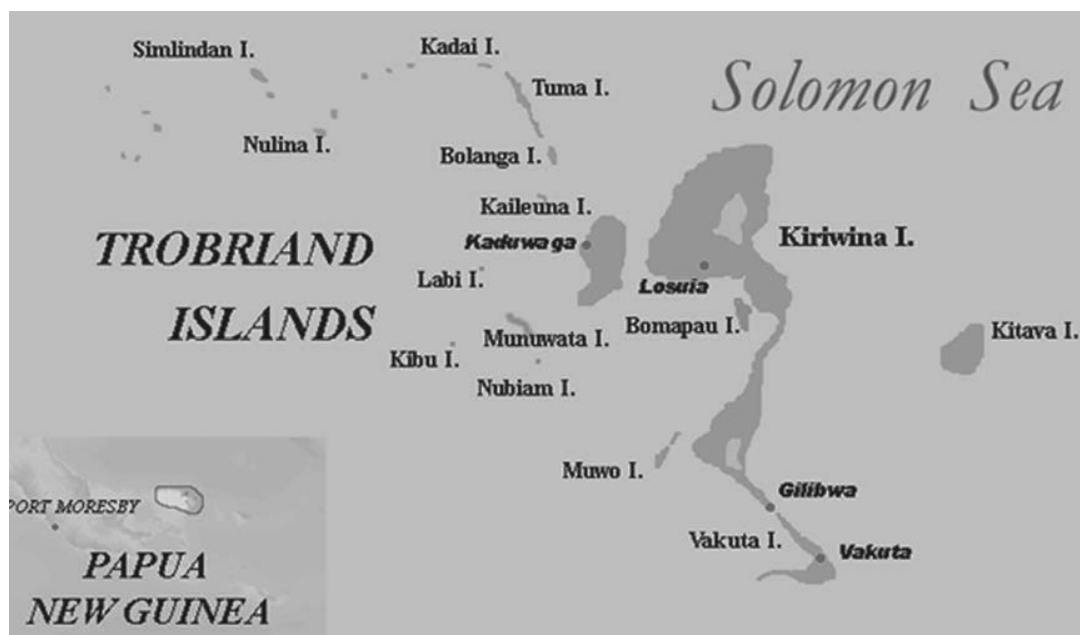 Simlindan I.
Kadai I.
Tuma I.
Solomon Sea
Nulina I.
Bolanga I.
Kaileuna I.
TROBRIAND
ISLANDS
Kaduwaga
Kiriwina I.
Labi I.
Losuia
Bomapau I.
Munuwata I.
Kitava I.
Kibu I.
Nubiam I.
Muwo I.
Gilibwa
Vakuta I.
Vakuta
PORT MORESBY
PAPUA
NEW GUINEA